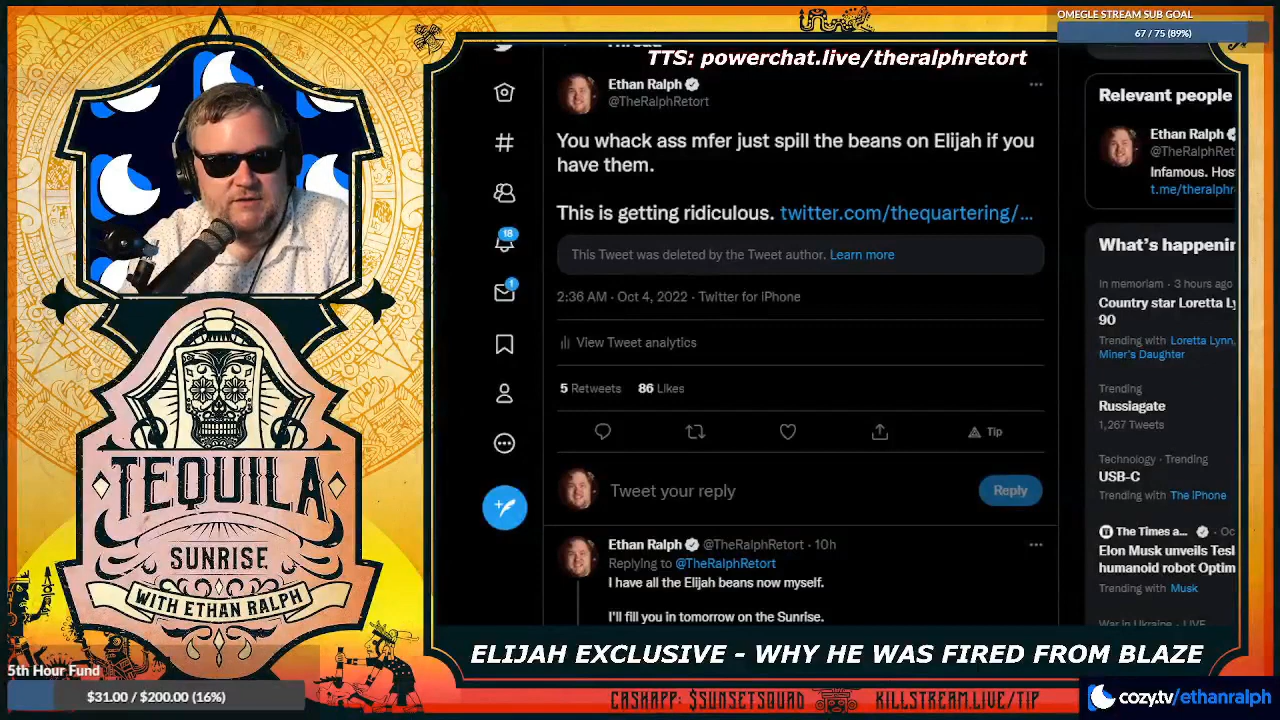 OMEGLE STREAM SUB GOAL
67 / 75 (89%)
TTS: powerchat.live/theralphretort
Ethan Ralph
@TheRalphRetort
You whack ass mfer just spill the beans on Elijah if you
have them.
This is getting ridiculous. twitter.com/thequartering/...
This Tweet was deleted by the Tweet author. Learn more
2:36 AM · Oct 4, 2022 · Twitter for iPhone
View Tweet analytics
5 Retweets 86 Likes
Tip
Tweet your reply
Reply
Ethan Ralph @TheRalphRetort · 10h
Replying to @TheRalphRetort
I have all the Elijah beans now myself.
I'll fill you in tomorrow on the Sunrise.
18
1
Relevant people
Ethan Ralph
@TheRalphRet
Infamous. Hos
t.me/theralphr
What's happenin
In memoriam · 3 hours ago
Country star Loretta Ly
90
Trending with Loretta Lynn,
Miner's Daughter
Trending
Russiagate
1,267 Tweets
Technology · Trending
USB-C
Trending with The iPhone
The Times a... · Oc
Elon Musk unveils Tesl
humanoid robot Optim
Trending with Musk
War in Ukraine · LIVE
TEQUILA
SUNRISE
WITH ETHAN RALPH
5th Hour Fund
$31.00 / $200.00 (16%)
ELIJAH EXCLUSIVE - WHY HE WAS FIRED FROM BLAZE
CASHAPP: $SUNSETSQUAD
KILLSTREAM.LIVE/TIP
cozy.tv/ethanralph